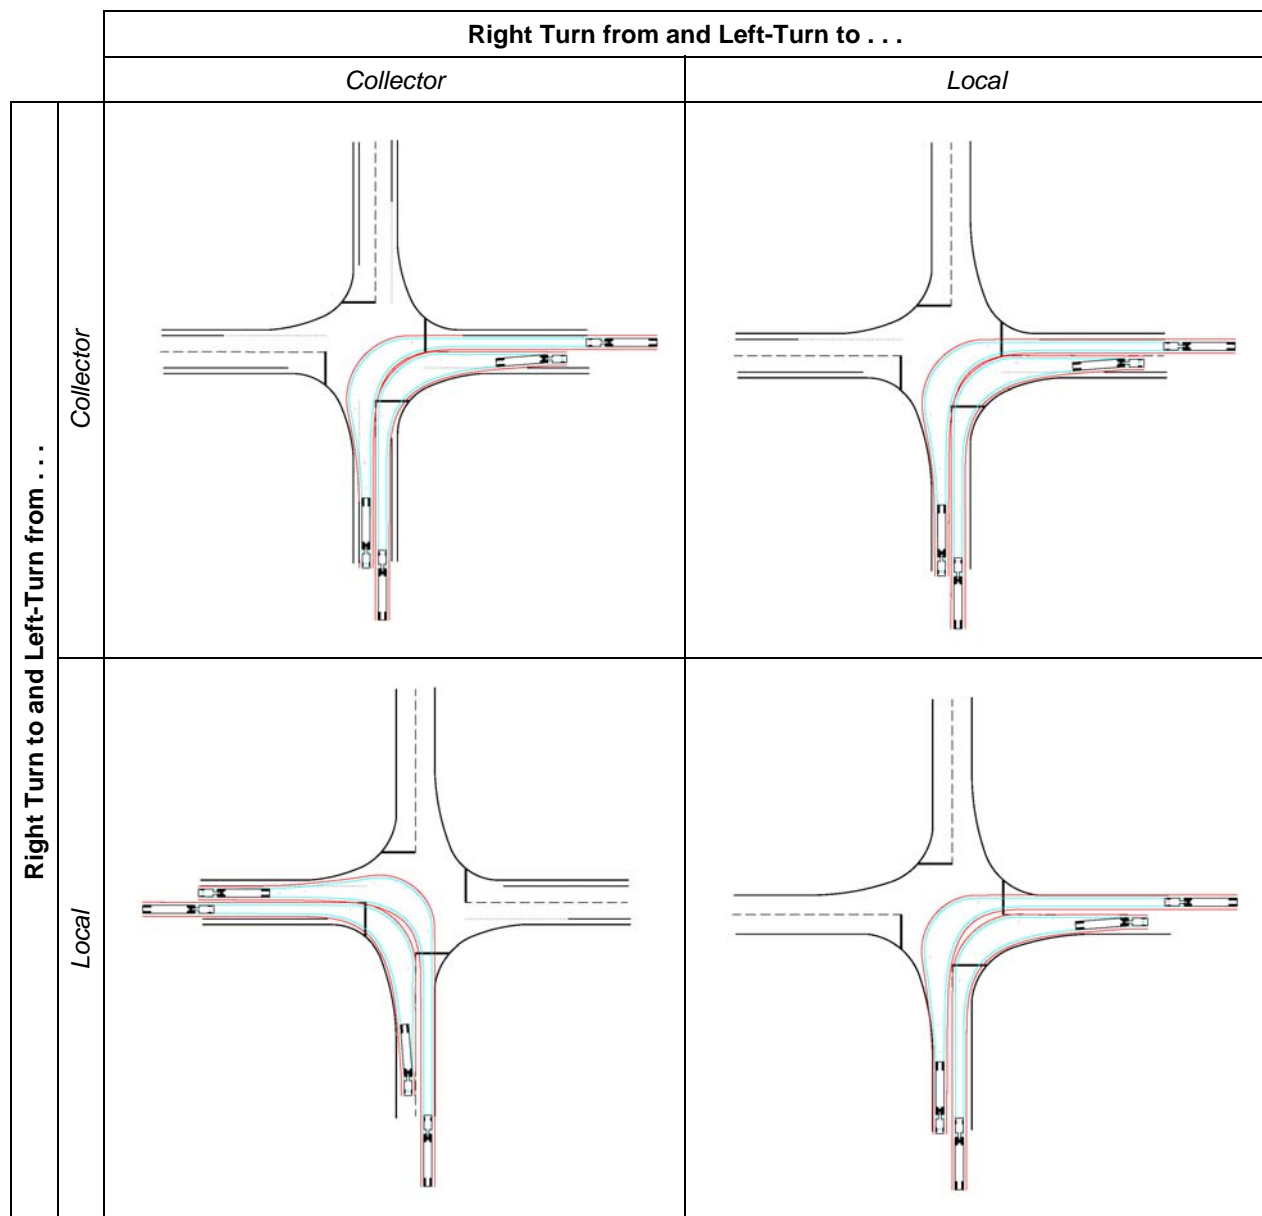 Right Turn from and Left-Turn to . . .
Collector
Local
Right Turn to and Left-Turn from . . .
Collector
Local